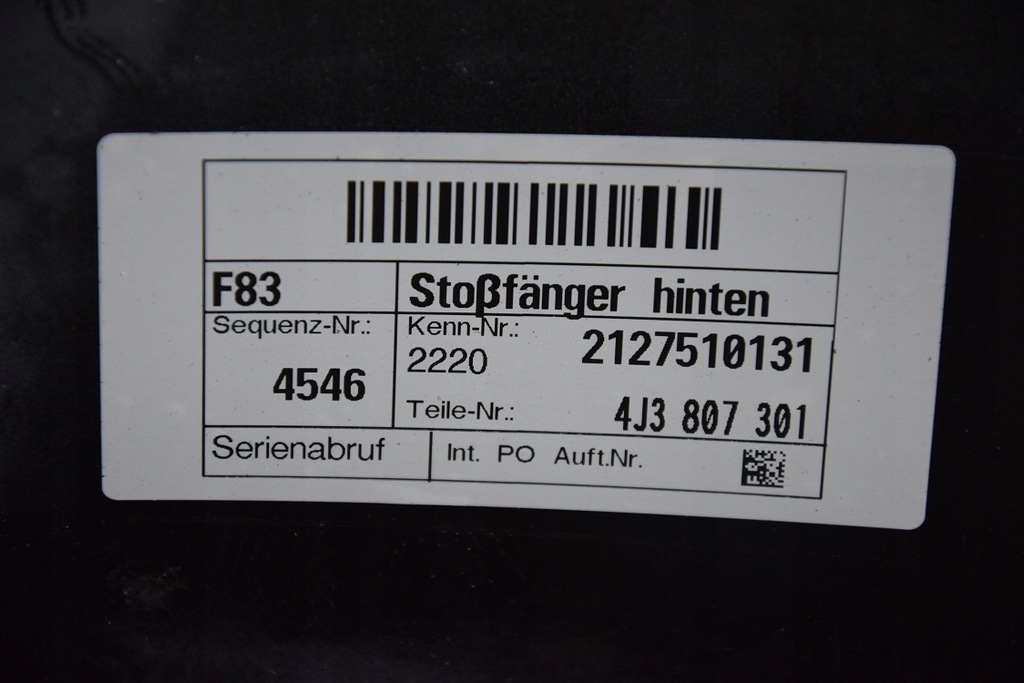 F83 Stoßfänger hinten
Sequenz-Nr.: Kenn-Nr.:
4546 2220 2127510131
Teile-Nr.: 4J3 807 301
Serienabruf Int. PO Auft.Nr.